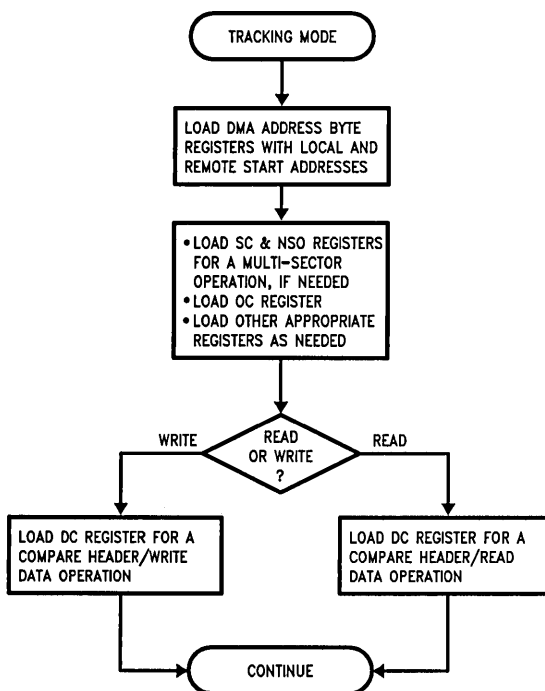 TRACKING MODE
LOAD DMA ADDRESS BYTE
REGISTERS WITH LOCAL AND
REMOTE START ADDRESSES
• LOAD SC & NSO REGISTERS
FOR A MULTI-SECTOR
OPERATION, IF NEEDED
• LOAD OC REGISTER
• LOAD OTHER APPROPRIATE
REGISTERS AS NEEDED
WRITE
READ
OR WRITE
?
READ
LOAD DC REGISTER FOR A
COMPARE HEADER/WRITE
DATA OPERATION
LOAD DC REGISTER FOR A
COMPARE HEADER/READ
DATA OPERATION
CONTINUE